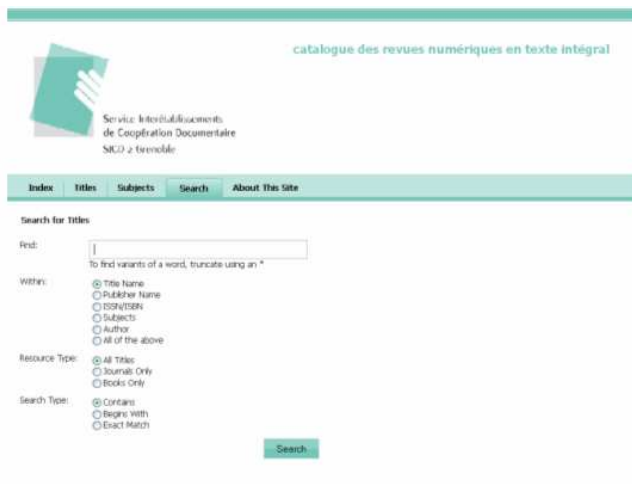 catalogue des revues numériques en texte intégral
Service Interétablissements
de Coopération Documentaire
SICD 2 Grenoble
Index Titles Subjects Search About This Site
Search for Titles
Find:
To find variants of a word, truncate using an *
Within:
Title Name
Publisher Name
ISSN/ISBN
Subjects
Author
All of the above
Resource Type:
All Titles
Journals Only
Books Only
Search Type:
Contains
Begins With
Exact Match
Search